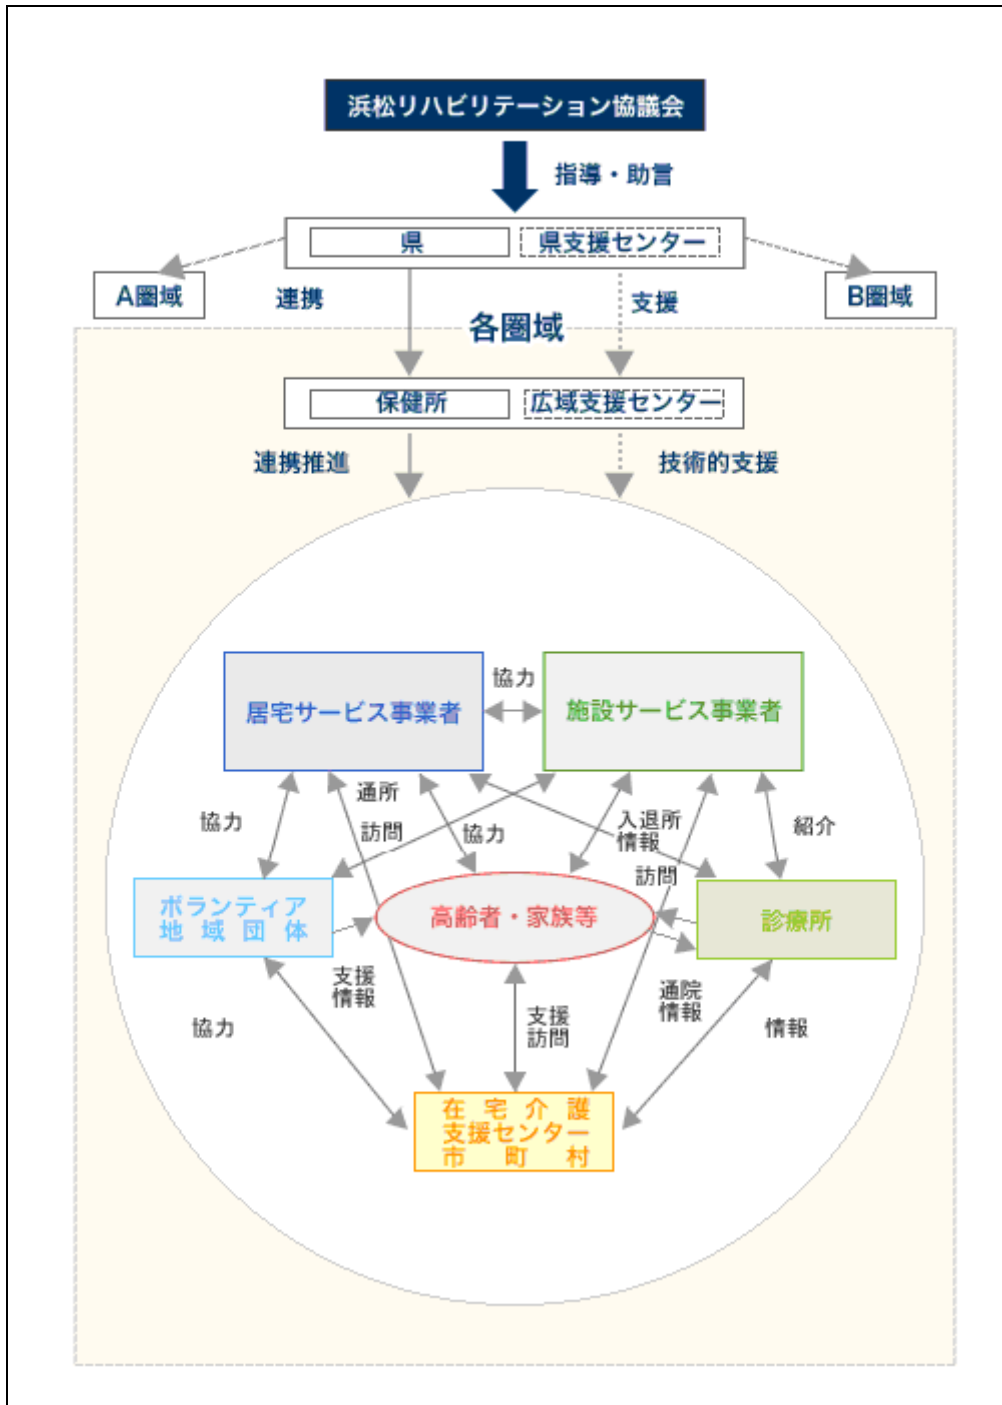 浜松リハビリテーション協議会
指導・助言
県
県支援センター
A圏域
B圏域
連携
支援
各圏域
保健所
広域支援センター
連携推進
技術的支援
居宅サービス事業者
協力
施設サービス事業者
通所
協力
訪問
協力
入退所
情報
紹介
訪問
ボランティア
地域団体
高齢者・家族等
診療所
支援
情報
通院
情報
協力
支援
訪問
情報
在宅介護
支援センター
市町村